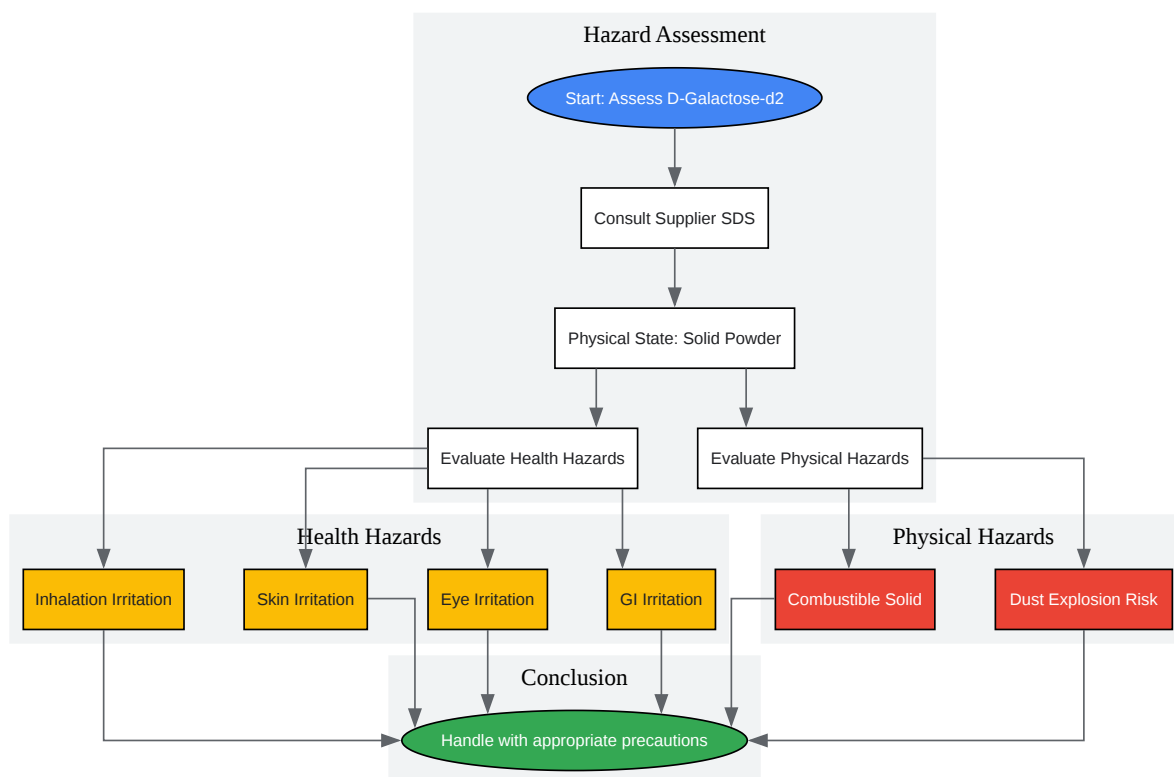 Hazard Assessment
Start: Assess D-Galactose-d2
Consult Supplier SDS
Physical State: Solid Powder
Evaluate Health Hazards
Evaluate Physical Hazards
Health Hazards
Physical Hazards
Inhalation Irritation
Skin Irritation
Eye Irritation
GI Irritation
Combustible Solid
Dust Explosion Risk
Conclusion
Handle with appropriate precautions